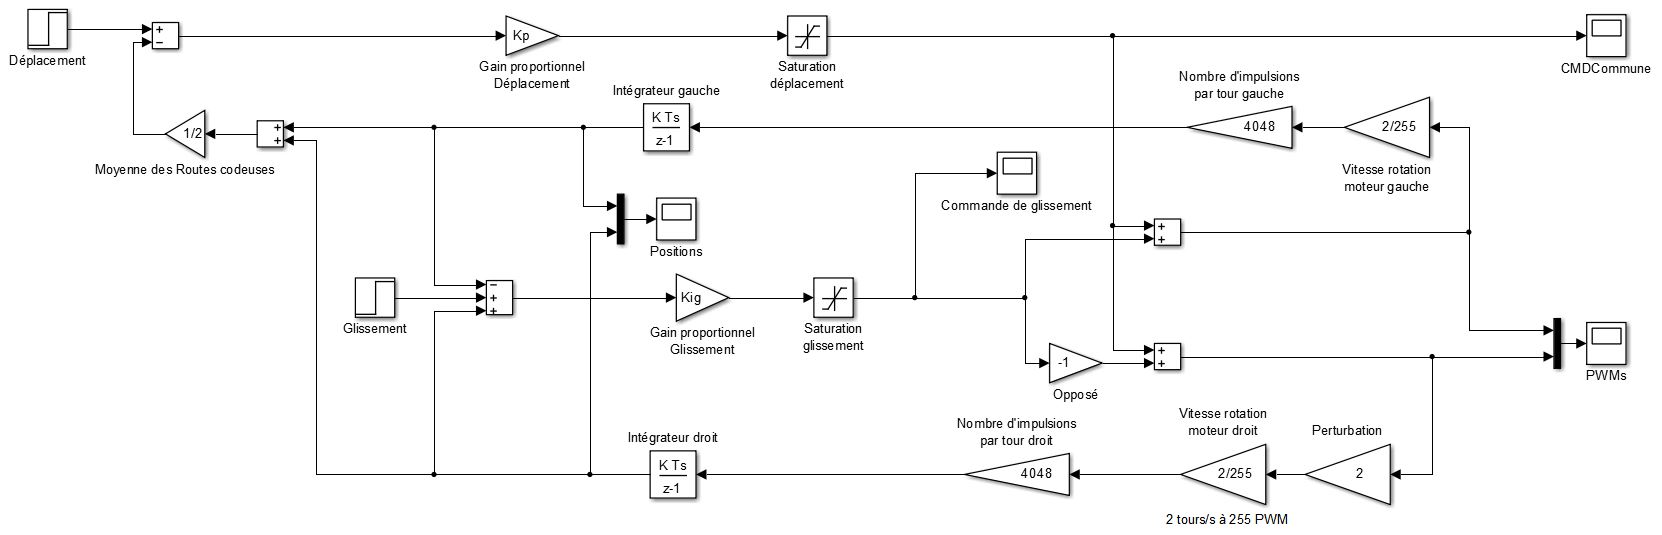 Déplacement
+
−
Kp
Gain proportionnel
Déplacement
Saturation
déplacement
CMDCommune
Intégrateur gauche
K Ts
z-1
Nombre d'impulsions
par tour gauche
4048
2/255
Vitesse rotation
moteur gauche
1/2
+
+
Moyenne des Routes codeuses
Positions
Commande de glissement
+
+
Glissement
−
+
+
Kig
Gain proportionnel
Glissement
Saturation
glissement
-1
Opposé
+
+
PWMs
Intégrateur droit
K Ts
z-1
Nombre d'impulsions
par tour droit
4048
Vitesse rotation
moteur droit
2/255
2 tours/s à 255 PWM
Perturbation
2